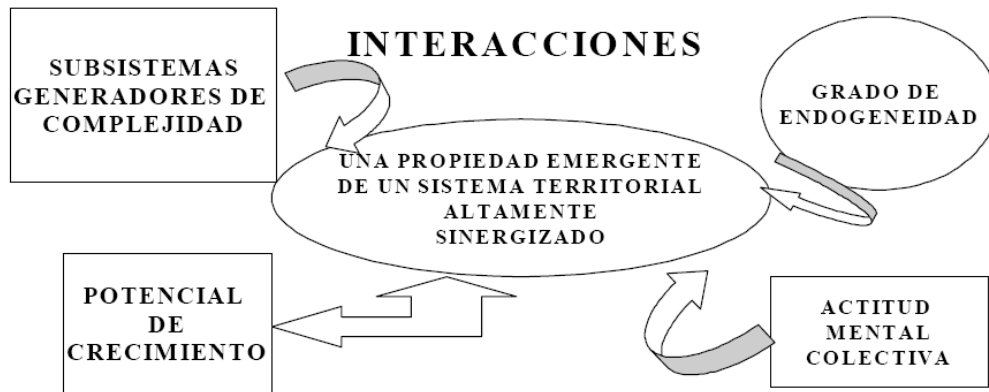 INTERACCIONES
SUBSISTEMAS
GENERADORES DE
COMPLEJIDAD
GRADO DE
ENDOGENEIDAD
UNA PROPIEDAD EMERGENTE
DE UN SISTEMA TERRITORIAL
ALTAMENTE
SINERGIZADO
POTENCIAL
DE
CRECIMIENTO
ACTITUD
MENTAL
COLECTIVA